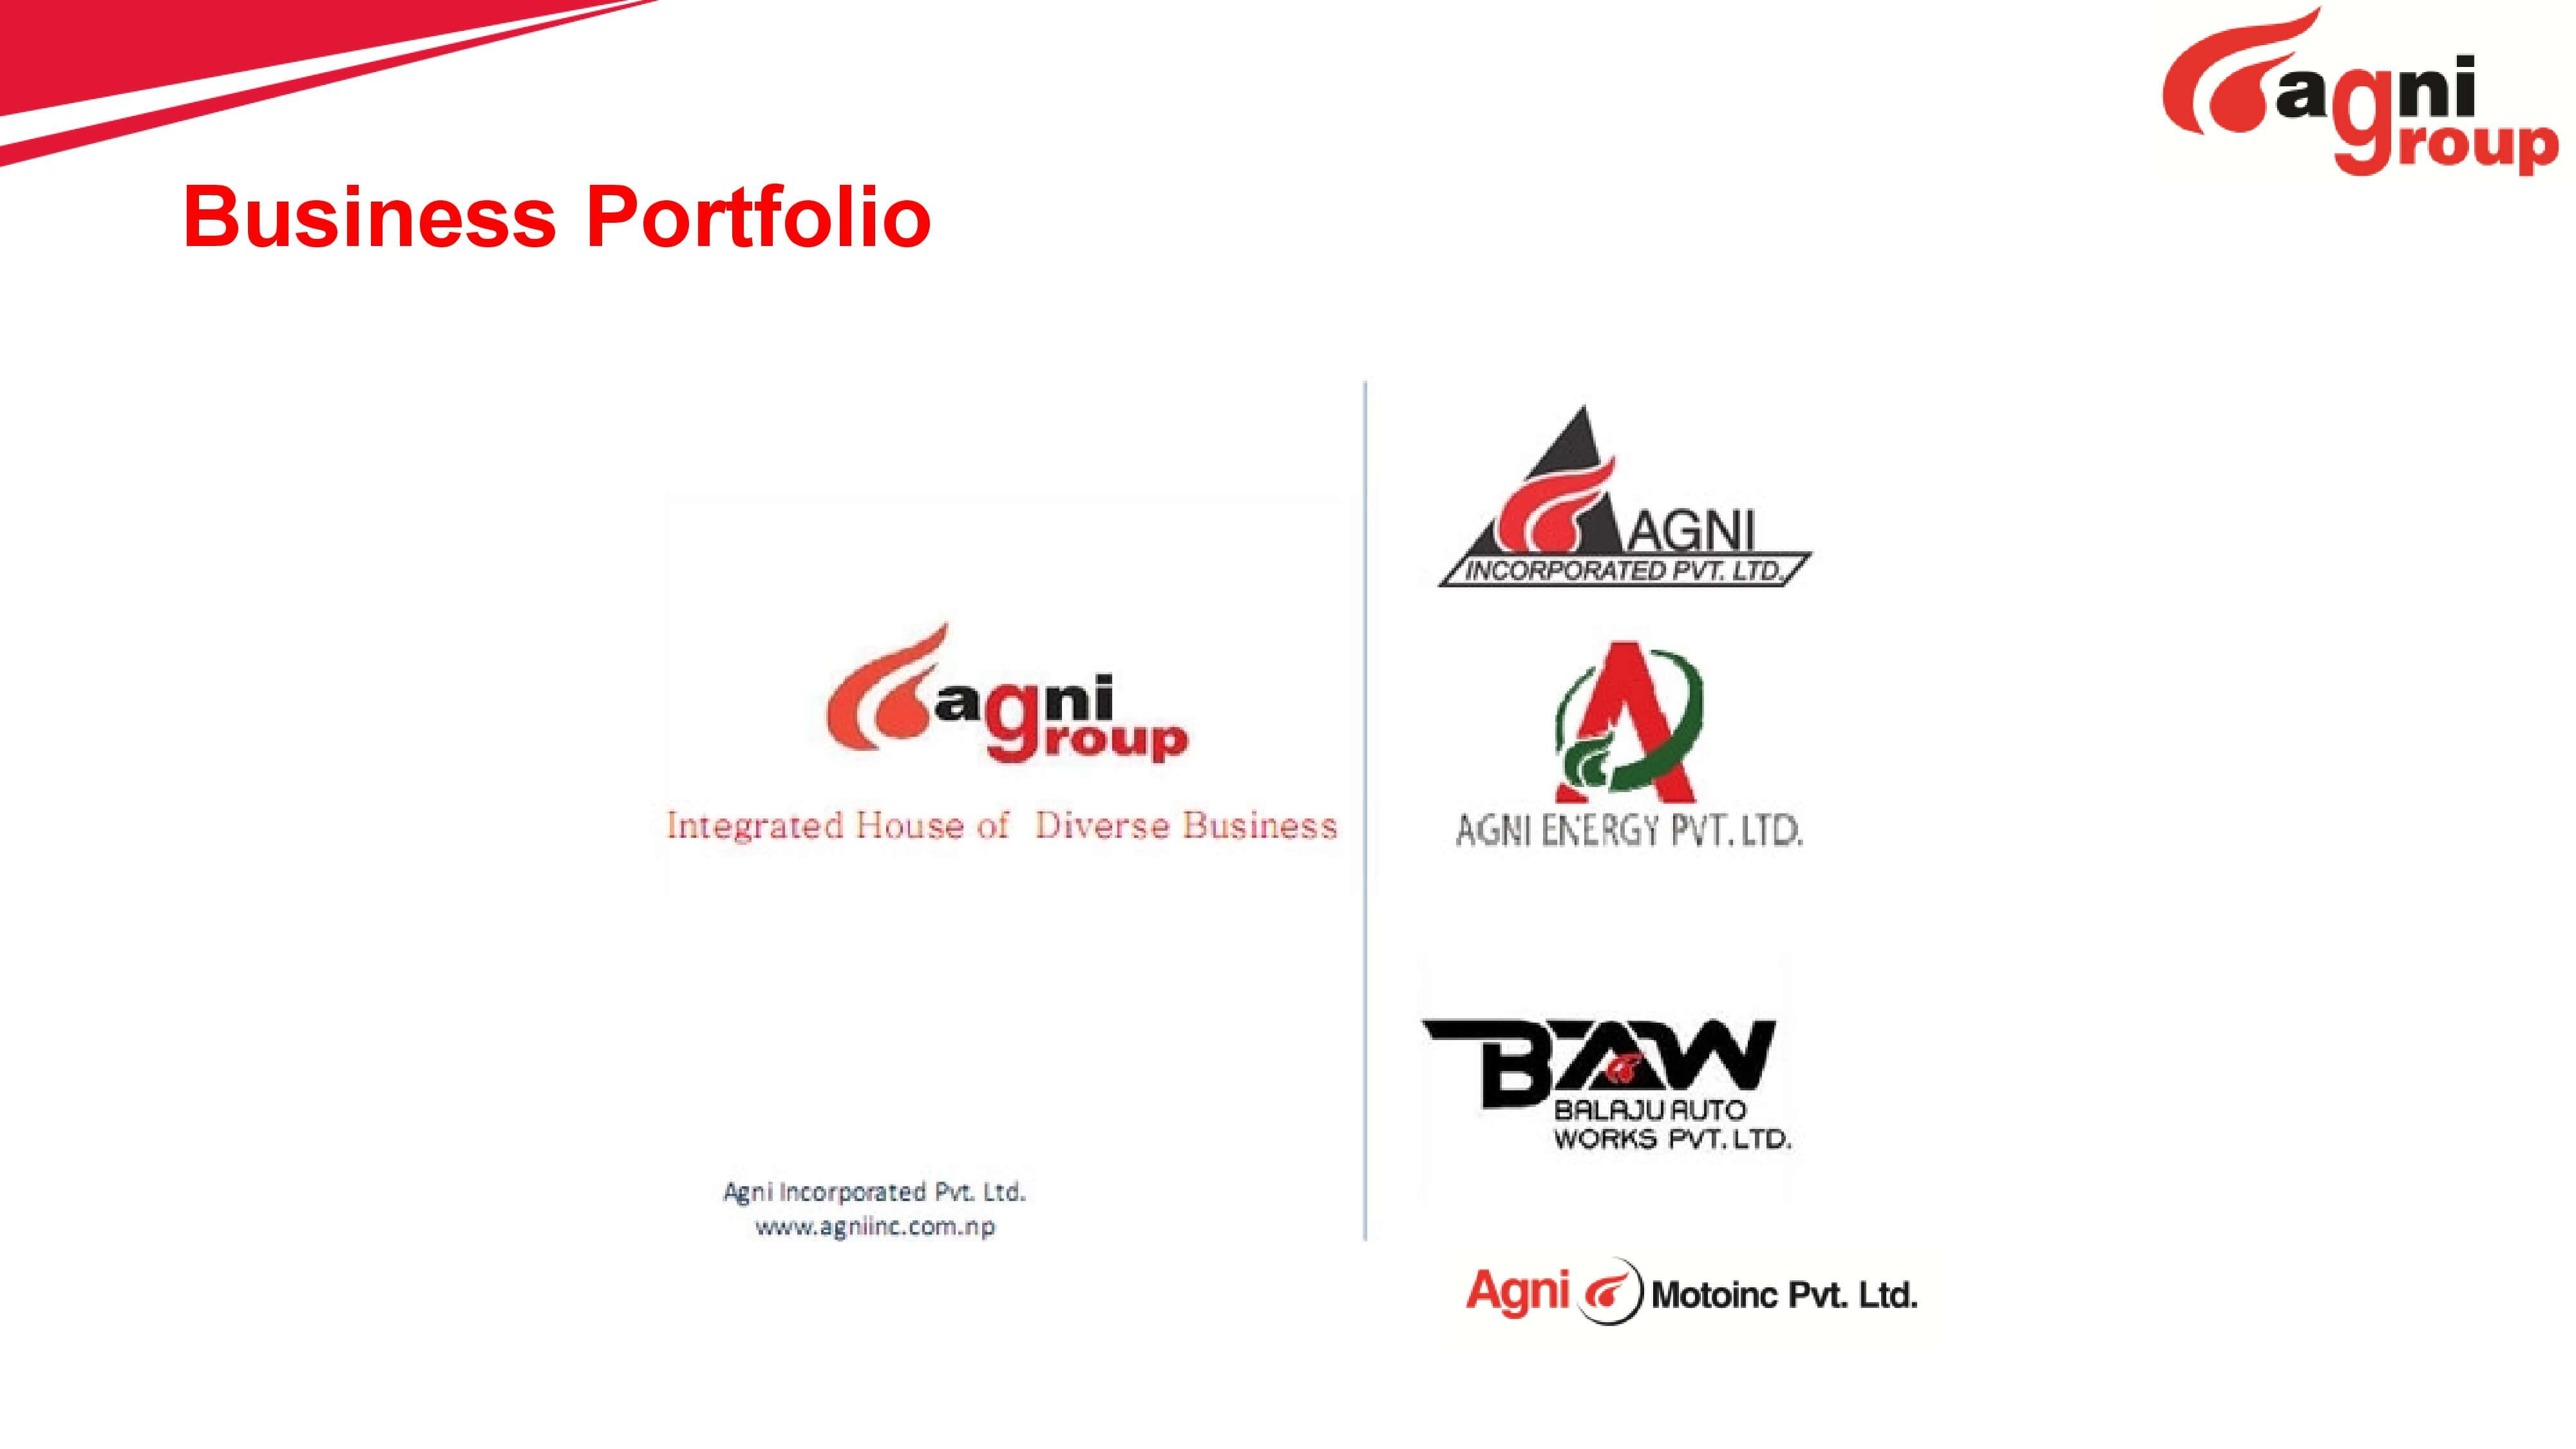 agni
group
Business Portfolio
agni
group
Integrated House of Diverse Business
Agni Incorporated Pvt. Ltd.
www.agniinc.com.np
AGNI
INCORPORATED PVT. LTD.
AGNI ENERGY PVT. LTD.
BAW
BALAJU AUTO
WORKS PVT. LTD.
Agni Motoinc Pvt. Ltd.